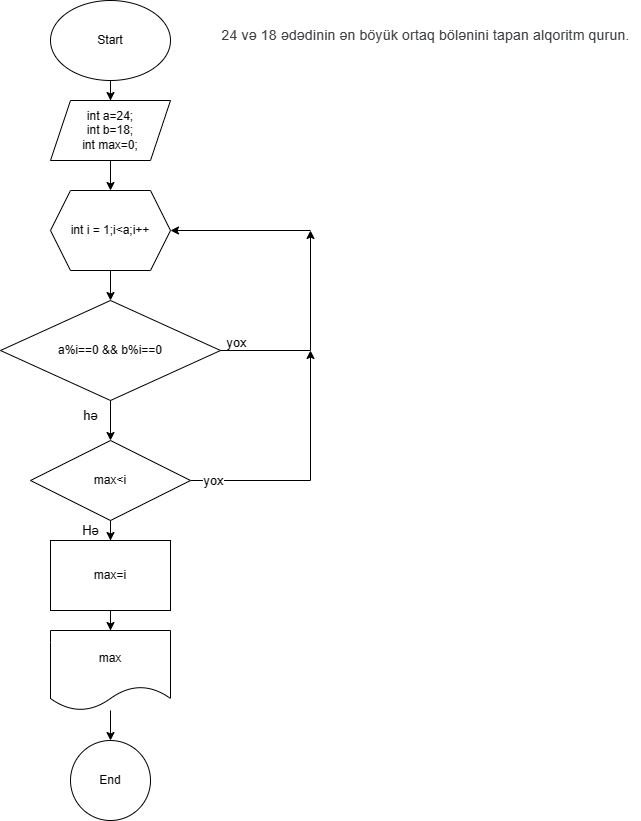 Start
24 və 18 ədədinin ən böyük ortaq bölənini tapan alqoritm qurun.
int a=24;
int b=18;
int max=0;
int i = 1;i<a;i++
a%i==0 && b%i==0
yox
hə
max<i
yox
Hə
max=i
max
End